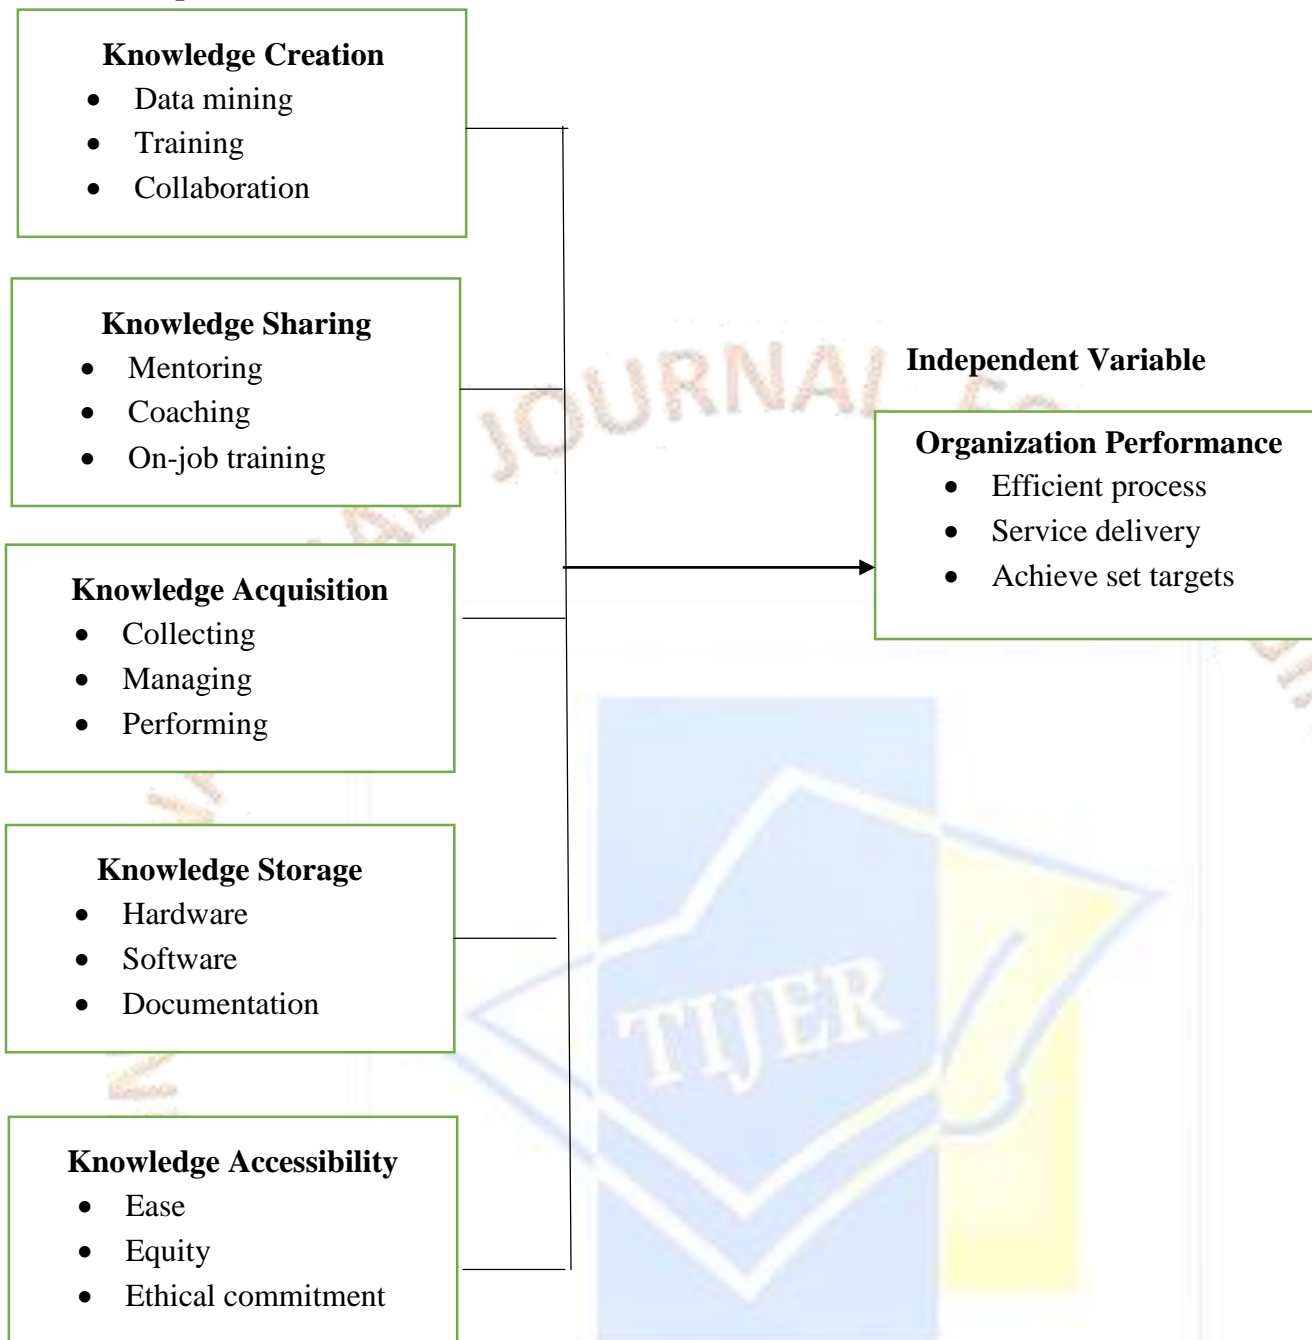 Knowledge Creation
• Data mining
• Training
• Collaboration
Knowledge Sharing
• Mentoring
• Coaching
• On-job training
Knowledge Acquisition
• Collecting
• Managing
• Performing
Knowledge Storage
• Hardware
• Software
• Documentation
Knowledge Accessibility
• Ease
• Equity
• Ethical commitment
Independent Variable
Organization Performance
• Efficient process
• Service delivery
• Achieve set targets
JOURNAL
TIJER